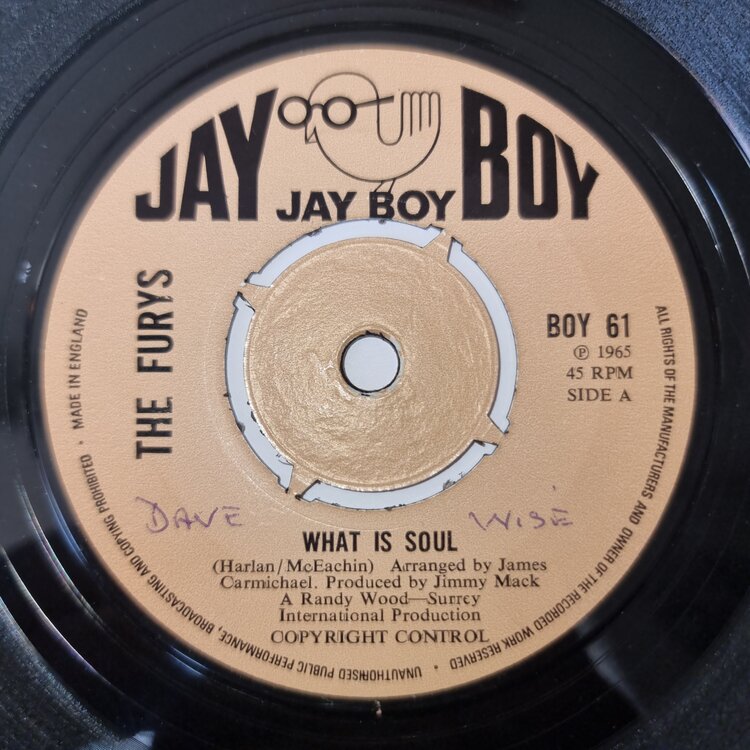 JAY BOY
JAY BOY
THE FURYS
BOY 61
℗ 1965
45 RPM
SIDE A
DAVE WISE
WHAT IS SOUL
(Harlan/McEachin) Arranged by James
Carmichael. Produced by Jimmy Mack
A Randy Wood—Surrey
International Production
COPYRIGHT CONTROL
ALL RIGHTS OF THE MANUFACTURERS AND OWNER OF THE RECORDED WORK RESERVED · UNAUTHORISED PUBLIC PERFORMANCE, BROADCASTING AND COPYING PROHIBITED · MADE IN ENGLAND